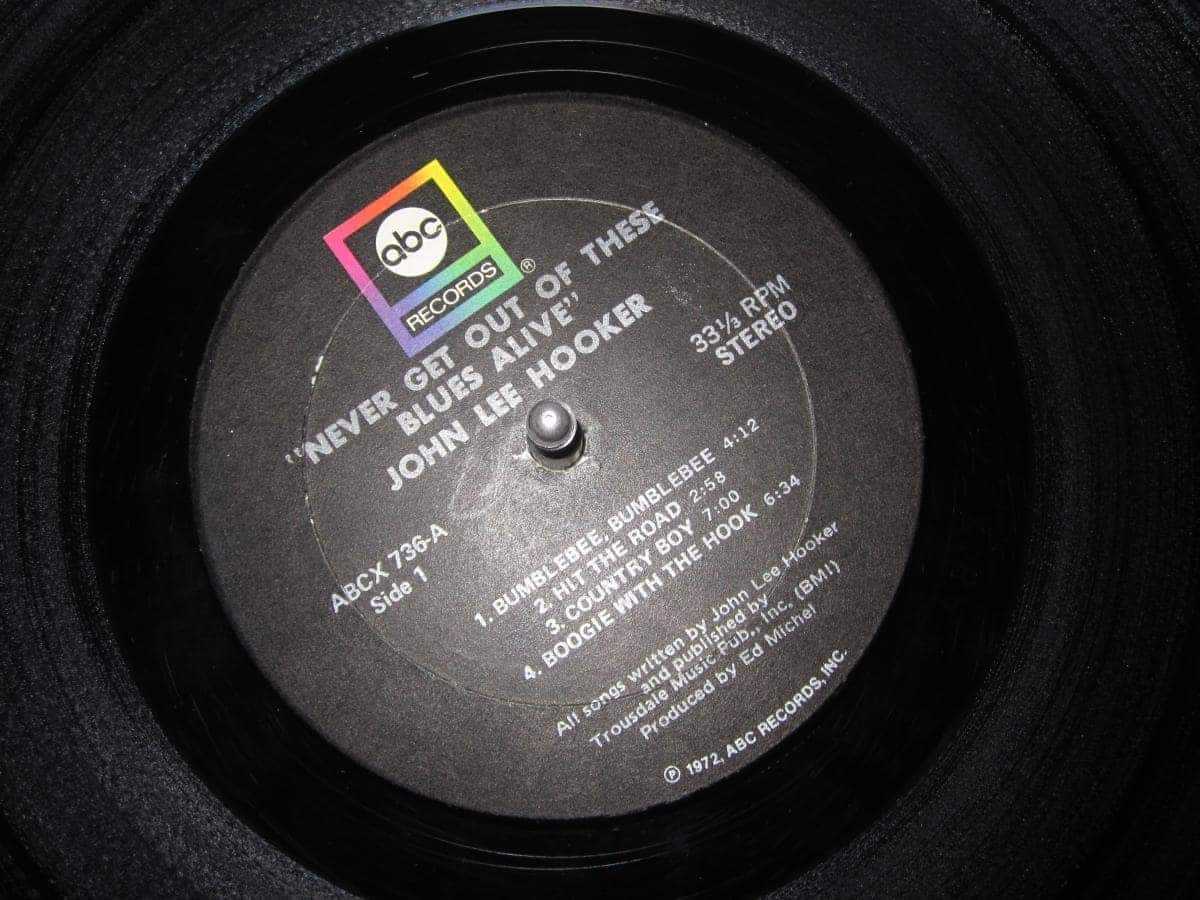 abc
RECORDS
®
"NEVER GET OUT OF THESE
BLUES ALIVE"
JOHN LEE HOOKER
33⅓ RPM
STEREO
ABCX 736-A
Side 1
1. BUMBLEBEE, BUMBLEBEE 4:12
2. HIT THE ROAD 2:58
3. COUNTRY BOY 7:00
4. BOOGIE WITH THE HOOK 6:34
All songs written by John Lee Hooker
and published by
Trousdale Music Pub., Inc. (BMI)
Produced by Ed Michel
℗ 1972, ABC RECORDS, INC.